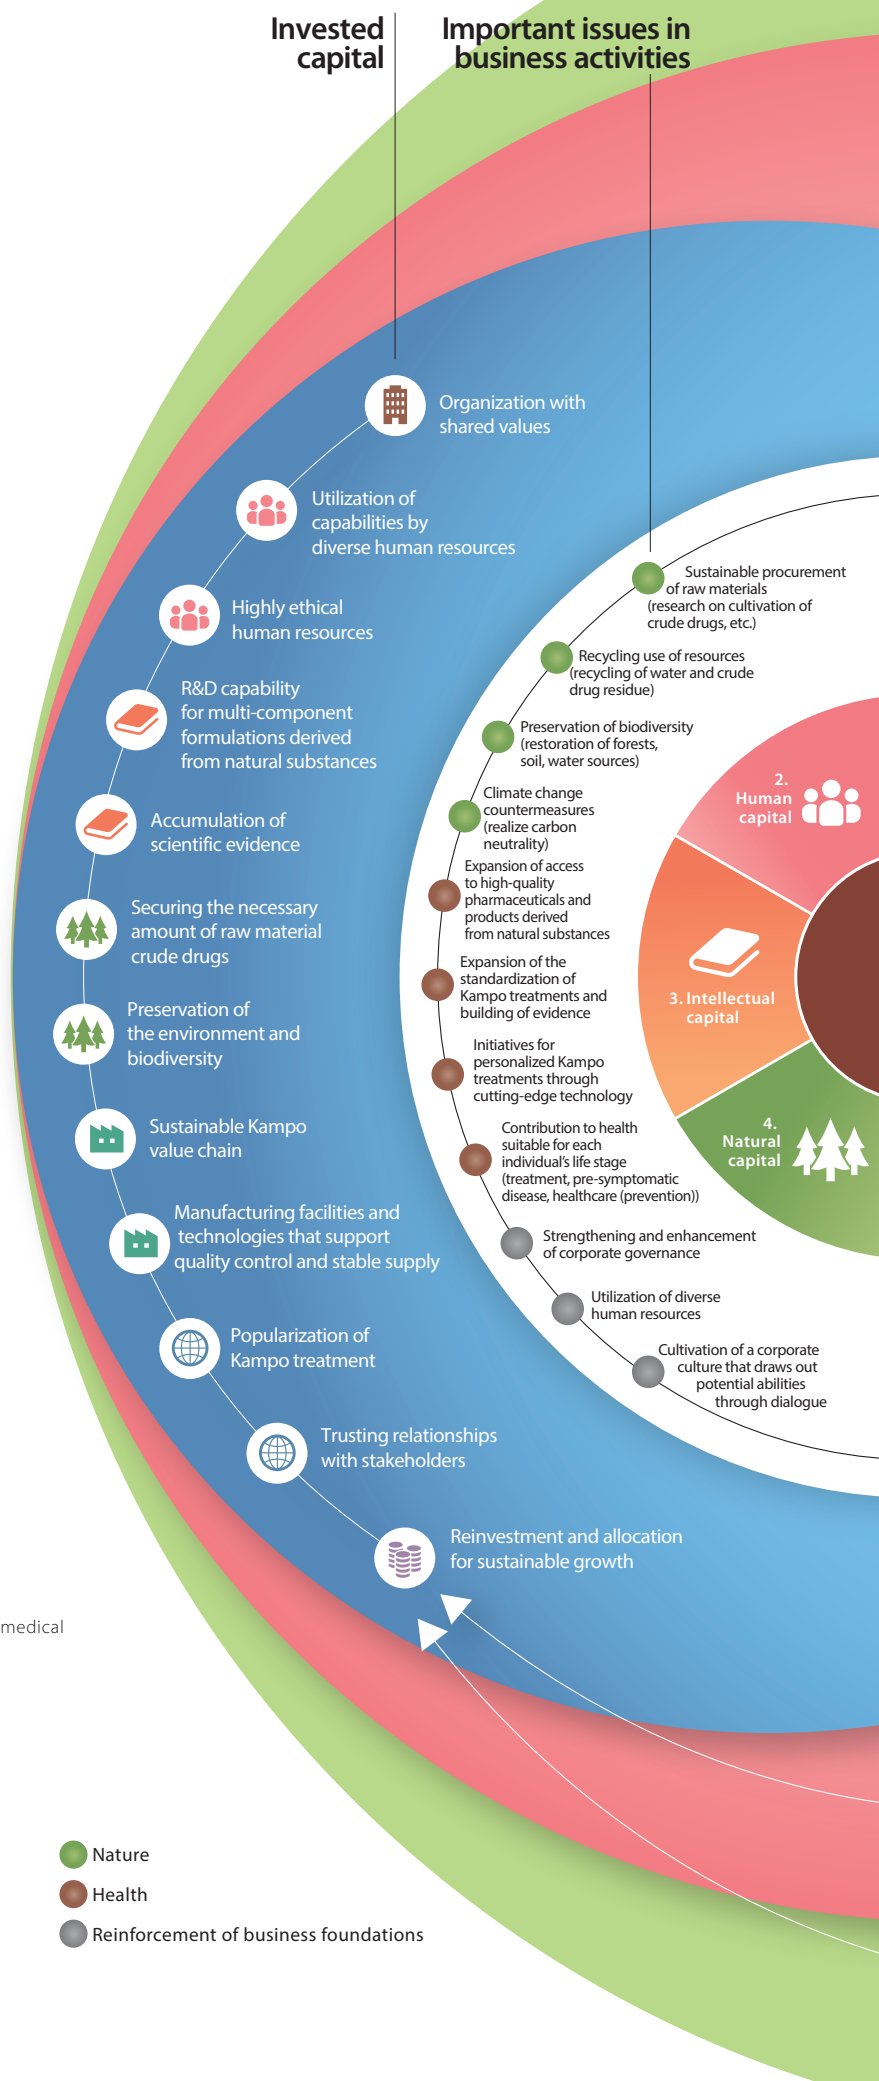 Invested
capital
Important issues in
business activities
Organization with
shared values
Utilization of
capabilities by
diverse human resources
Highly ethical
human resources
R&D capability
for multi-component
formulations derived
from natural substances
Accumulation of
scientific evidence
Securing the necessary
amount of raw material
crude drugs
Preservation of
the environment and
biodiversity
Sustainable Kampo
value chain
Manufacturing facilities and
technologies that support
quality control and stable supply
Popularization of
Kampo treatment
Trusting relationships
with stakeholders
Reinvestment and allocation
for sustainable growth
Sustainable procurement
of raw materials
(research on cultivation of
crude drugs, etc.)
Recycling use of resources
(recycling of water and crude
drug residue)
Preservation of biodiversity
(restoration of forests,
soil, water sources)
Climate change
countermeasures
(realize carbon
neutrality)
Expansion of access
to high-quality
pharmaceuticals and
products derived
from natural substances
Expansion of the
standardization of
Kampo treatments and
building of evidence
Initiatives for
personalized Kampo
treatments through
cutting-edge technology
Contribution to health
suitable for each
individual's life stage
(treatment, pre-symptomatic
disease, healthcare (prevention))
Strengthening and enhancement
of corporate governance
Utilization of diverse
human resources
Cultivation of a corporate
culture that draws out
potential abilities
through dialogue
2.
Human
capital
3. Intellectual
capital
4.
Natural
capital
medical
Nature
Health
Reinforcement of business foundations